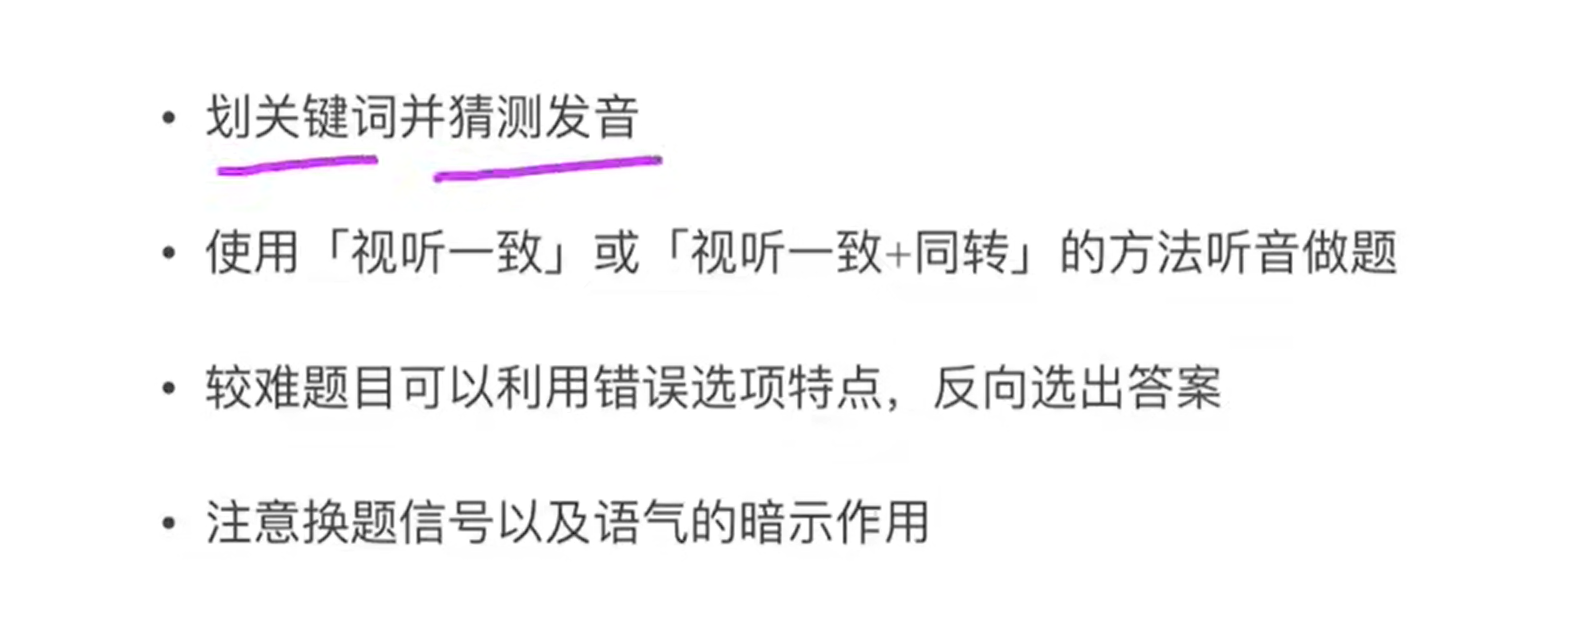 • 划关键词并猜测发音
• 使用「视听一致」或「视听一致+同转」的方法听音做题
• 较难题目可以利用错误选项特点，反向选出答案
• 注意换题信号以及语气的暗示作用